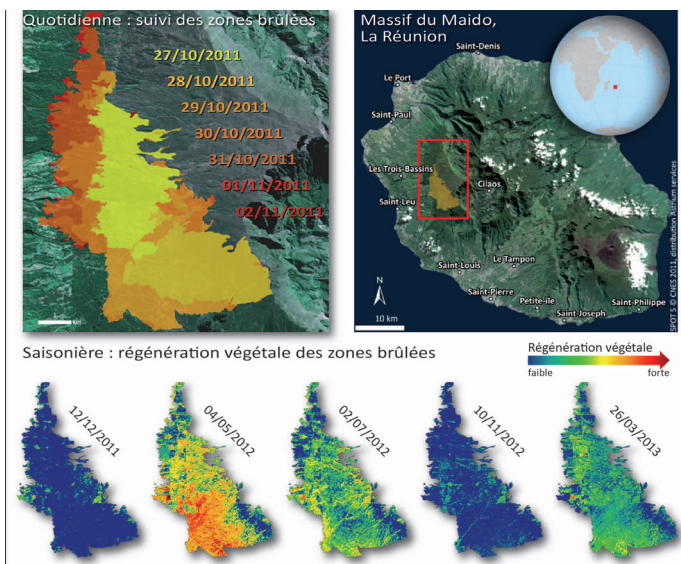 Quotidienne : suivi des zones brûlées
27/10/2011
28/10/2011
29/10/2011
30/10/2011
31/10/2011
01/11/2011
02/11/2011
Massif du Maido,
La Réunion
Saint-Denis
Le Port
Saint-Paul
Les Trois-Bassins
Cilaos
Saint-Leu
Saint-Louis
Le Tampon
Saint-Pierre
Petite-île
Saint-Joseph
Saint-Philippe
N
10 km
SPOT 5 © CNES 2011, distribution Astrium services
Saisonière : régénération végétale des zones brûlées
Régénération végétale
faible forte
12/12/2011
04/05/2012
02/07/2012
10/11/2012
26/03/2013